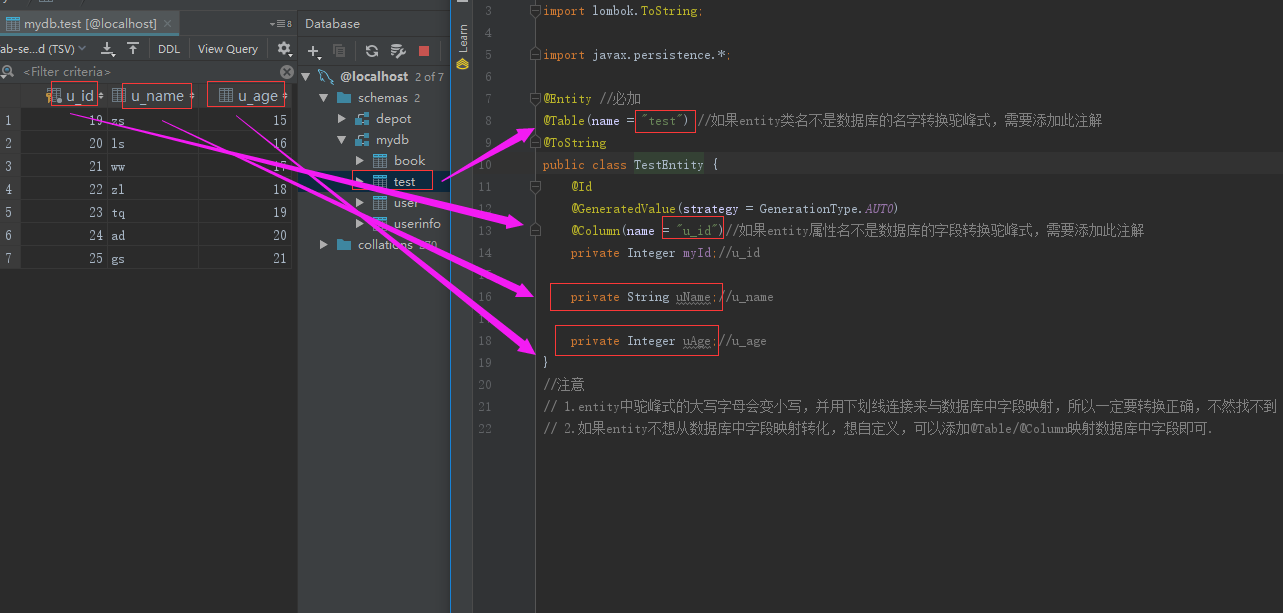 mydb.test [@localhost]
8
ab-se...d (TSV)
DDL
View Query
<Filter criteria>
u_id
u_name
u_age
1 19 zs 15
2 20 ls 16
3 21 ww 17
4 22 zl 18
5 23 tq 19
6 24 ad 20
7 25 gs 21
Database
@localhost 2 of 7
schemas 2
depot
mydb
book
test
user
userinfo
collations
Learn
3 import lombok.ToString;
4
5 import javax.persistence.*;
6
7 @Entity //必加
8 @Table(name = "test") //如果entity类名不是数据库的名字转换驼峰式，需要添加此注解
9 @ToString
10 public class TestEntity {
11 @Id
12 @GeneratedValue(strategy = GenerationType.AUTO)
13 @Column(name = "u_id")//如果entity属性名不是数据库的字段转换驼峰式，需要添加此注解
14 private Integer myId;//u_id
15
16 private String uName;//u_name
17
18 private Integer uAge;//u_age
19 }
20 //注意
21 // 1.entity中驼峰式的大写字母会变小写，并用下划线连接来与数据库中字段映射，所以一定要转换正确，不然找不到
22 // 2.如果entity不想从数据库中字段映射转化，想自定义，可以添加@Table/@Column映射数据库中字段即可.